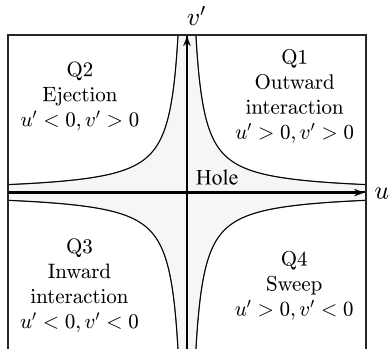 v′
Q2
Ejection
u′ < 0, v′ > 0
Q1
Outward
interaction
u′ > 0, v′ > 0
Hole
u
Q3
Inward
interaction
u′ < 0, v′ < 0
Q4
Sweep
u′ > 0, v′ < 0